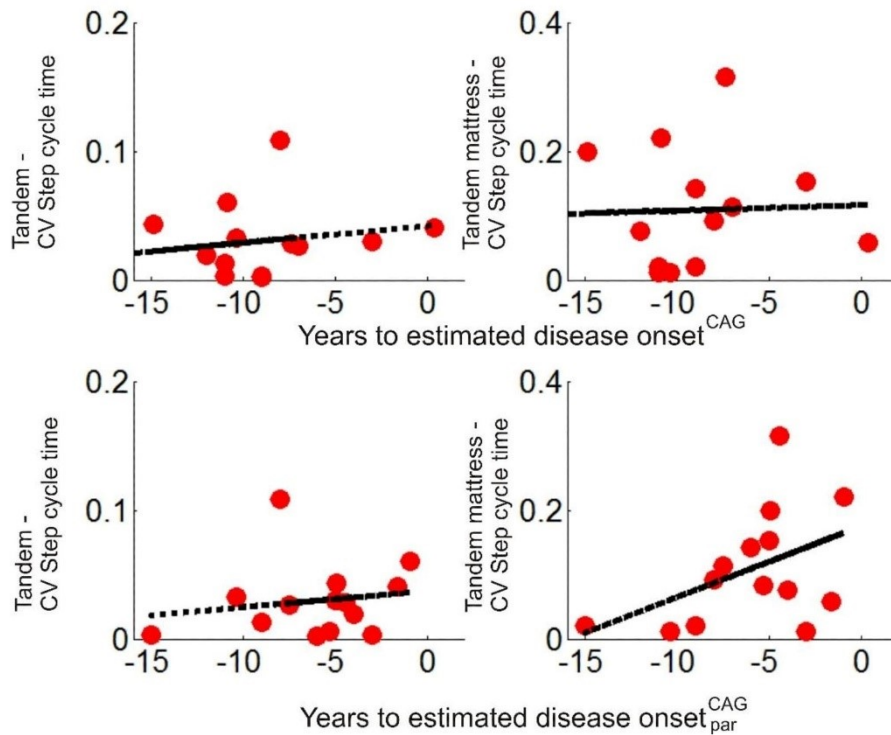 0.2
0.1
0
Tandem -
CV Step cycle time
-15 -10 -5 0
0.4
0.2
0
Tandem mattress -
CV Step cycle time
-15 -10 -5 0
Years to estimated disease onset^CAG
0.2
0.1
0
Tandem -
CV Step cycle time
-15 -10 -5 0
0.4
0.2
0
Tandem mattress -
CV Step cycle time
-15 -10 -5 0
Years to estimated disease onset CAG par